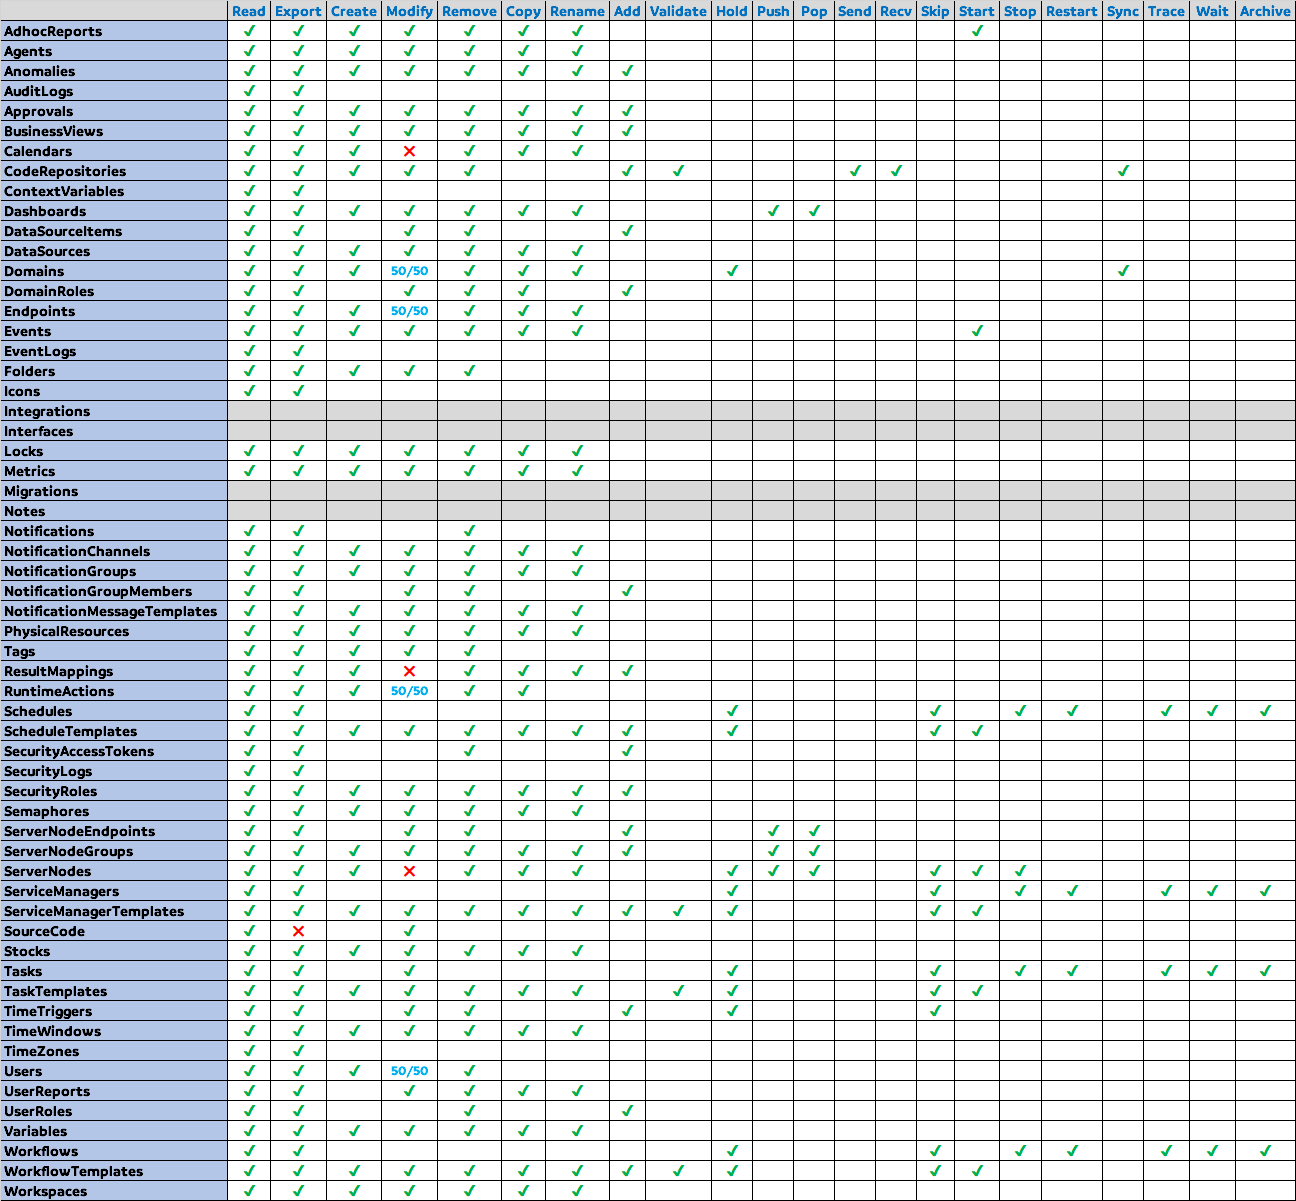 Read Export Create Modify Remove Copy Rename Add Validate Hold Push Pop Send Recv Skip Start Stop Restart Sync Trace Wait Archive
AdhocReports ✓ ✓ ✓ ✓ ✓ ✓ ✓ ✓
Agents ✓ ✓ ✓ ✓ ✓ ✓ ✓
Anomalies ✓ ✓ ✓ ✓ ✓ ✓ ✓ ✓
AuditLogs ✓ ✓
Approvals ✓ ✓ ✓ ✓ ✓ ✓ ✓ ✓
BusinessViews ✓ ✓ ✓ ✓ ✓ ✓ ✓ ✓
Calendars ✓ ✓ ✓ ✕ ✓ ✓ ✓
CodeRepositories ✓ ✓ ✓ ✓ ✓ ✓ ✓ ✓ ✓ ✓
ContextVariables ✓ ✓
Dashboards ✓ ✓ ✓ ✓ ✓ ✓ ✓ ✓ ✓
DataSourceItems ✓ ✓ ✓ ✓ ✓
DataSources ✓ ✓ ✓ ✓ ✓ ✓ ✓
Domains ✓ ✓ ✓ 50/50 ✓ ✓ ✓ ✓ ✓
DomainRoles ✓ ✓ ✓ ✓ ✓ ✓
Endpoints ✓ ✓ ✓ 50/50 ✓ ✓ ✓
Events ✓ ✓ ✓ ✓ ✓ ✓ ✓ ✓
EventLogs ✓ ✓
Folders ✓ ✓ ✓ ✓ ✓
Icons ✓ ✓
Integrations
Interfaces
Locks ✓ ✓ ✓ ✓ ✓ ✓ ✓
Metrics ✓ ✓ ✓ ✓ ✓ ✓ ✓
Migrations
Notes
Notifications ✓ ✓ ✓
NotificationChannels ✓ ✓ ✓ ✓ ✓ ✓ ✓
NotificationGroups ✓ ✓ ✓ ✓ ✓ ✓ ✓
NotificationGroupMembers ✓ ✓ ✓ ✓ ✓
NotificationMessageTemplates ✓ ✓ ✓ ✓ ✓ ✓ ✓
PhysicalResources ✓ ✓ ✓ ✓ ✓ ✓ ✓
Tags ✓ ✓ ✓ ✓ ✓
ResultMappings ✓ ✓ ✓ ✕ ✓ ✓ ✓ ✓
RuntimeActions ✓ ✓ ✓ 50/50 ✓ ✓
Schedules ✓ ✓ ✓ ✓ ✓ ✓ ✓ ✓ ✓
ScheduleTemplates ✓ ✓ ✓ ✓ ✓ ✓ ✓ ✓ ✓ ✓ ✓
SecurityAccessTokens ✓ ✓ ✓ ✓
SecurityLogs ✓ ✓
SecurityRoles ✓ ✓ ✓ ✓ ✓ ✓ ✓ ✓
Semaphores ✓ ✓ ✓ ✓ ✓ ✓ ✓
ServerNodeEndpoints ✓ ✓ ✓ ✓ ✓ ✓ ✓
ServerNodeGroups ✓ ✓ ✓ ✓ ✓ ✓ ✓ ✓ ✓ ✓
ServerNodes ✓ ✓ ✓ ✕ ✓ ✓ ✓ ✓ ✓ ✓ ✓ ✓ ✓
ServiceManagers ✓ ✓ ✓ ✓ ✓ ✓ ✓ ✓ ✓
ServiceManagerTemplates ✓ ✓ ✓ ✓ ✓ ✓ ✓ ✓ ✓ ✓ ✓ ✓
SourceCode ✓ ✕ ✓
Stocks ✓ ✓ ✓ ✓ ✓ ✓ ✓
Tasks ✓ ✓ ✓ ✓ ✓ ✓ ✓ ✓ ✓ ✓
TaskTemplates ✓ ✓ ✓ ✓ ✓ ✓ ✓ ✓ ✓ ✓ ✓
TimeTriggers ✓ ✓ ✓ ✓ ✓ ✓ ✓
TimeWindows ✓ ✓ ✓ ✓ ✓ ✓ ✓
TimeZones ✓ ✓
Users ✓ ✓ ✓ 50/50 ✓
UserReports ✓ ✓ ✓ ✓ ✓ ✓
UserRoles ✓ ✓ ✓ ✓
Variables ✓ ✓ ✓ ✓ ✓ ✓ ✓
Workflows ✓ ✓ ✓ ✓ ✓ ✓ ✓ ✓ ✓
WorkflowTemplates ✓ ✓ ✓ ✓ ✓ ✓ ✓ ✓ ✓ ✓ ✓ ✓
Workspaces ✓ ✓ ✓ ✓ ✓ ✓ ✓